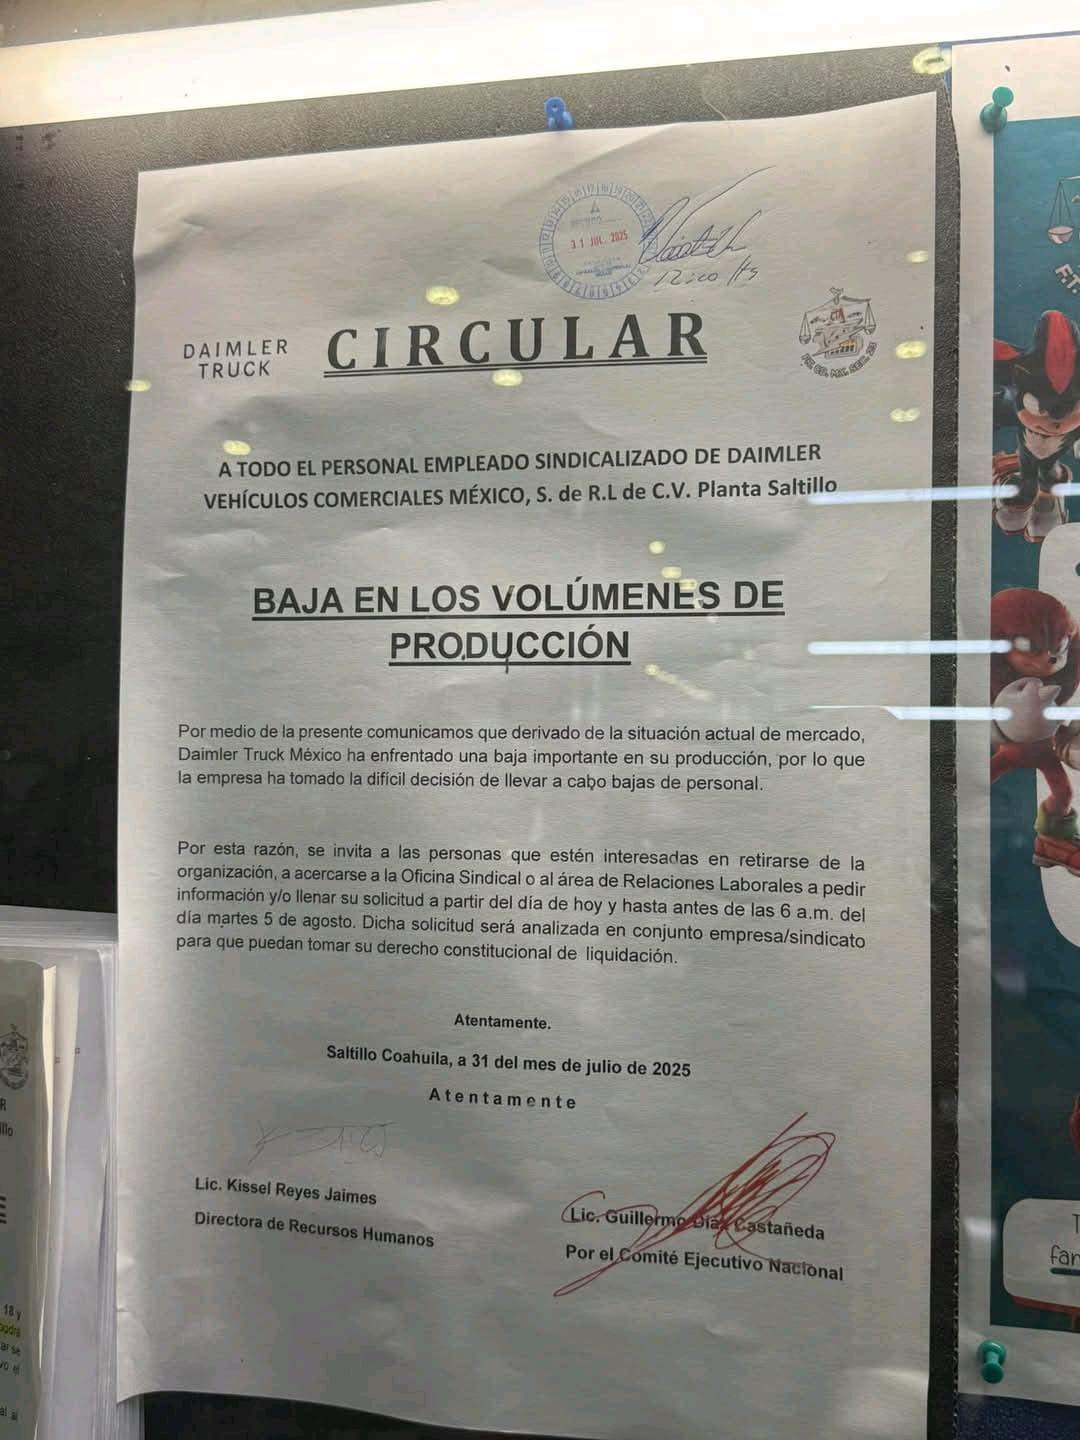 31 JUL. 2025
DAIMLER
TRUCK
CIRCULAR
CTM
A TODO EL PERSONAL EMPLEADO SINDICALIZADO DE DAIMLER
VEHÍCULOS COMERCIALES MÉXICO, S. de R.L de C.V. Planta Saltillo
BAJA EN LOS VOLÚMENES DE
PRODUCCIÓN
Por medio de la presente comunicamos que derivado de la situación actual de mercado,
Daimler Truck México ha enfrentado una baja importante en su producción, por lo que
la empresa ha tomado la difícil decisión de llevar a cabo bajas de personal.
Por esta razón, se invita a las personas que estén interesadas en retirarse de la
organización, a acercarse a la Oficina Sindical o al área de Relaciones Laborales a pedir
información y/o llenar su solicitud a partir del día de hoy y hasta antes de las 6 a.m. del
día martes 5 de agosto. Dicha solicitud será analizada en conjunto empresa/sindicato
para que puedan tomar su derecho constitucional de liquidación.
Atentamente.
Saltillo Coahuila, a 31 del mes de julio de 2025
Atentamente
Lic. Kissel Reyes Jaimes
Directora de Recursos Humanos
Lic. Guillermo Díaz Castañeda
Por el Comité Ejecutivo Nacional
F.T.
18 y